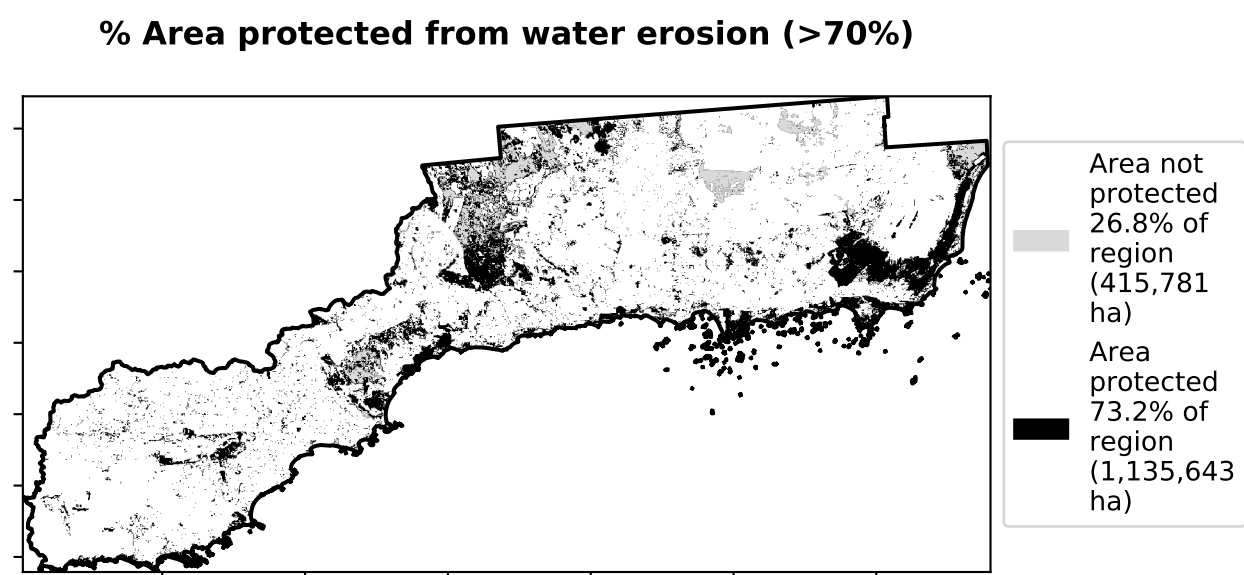 % Area protected from water erosion (>70%)
Area not
protected
26.8% of
region
(415,781
ha)
Area
protected
73.2% of
region
(1,135,643
ha)